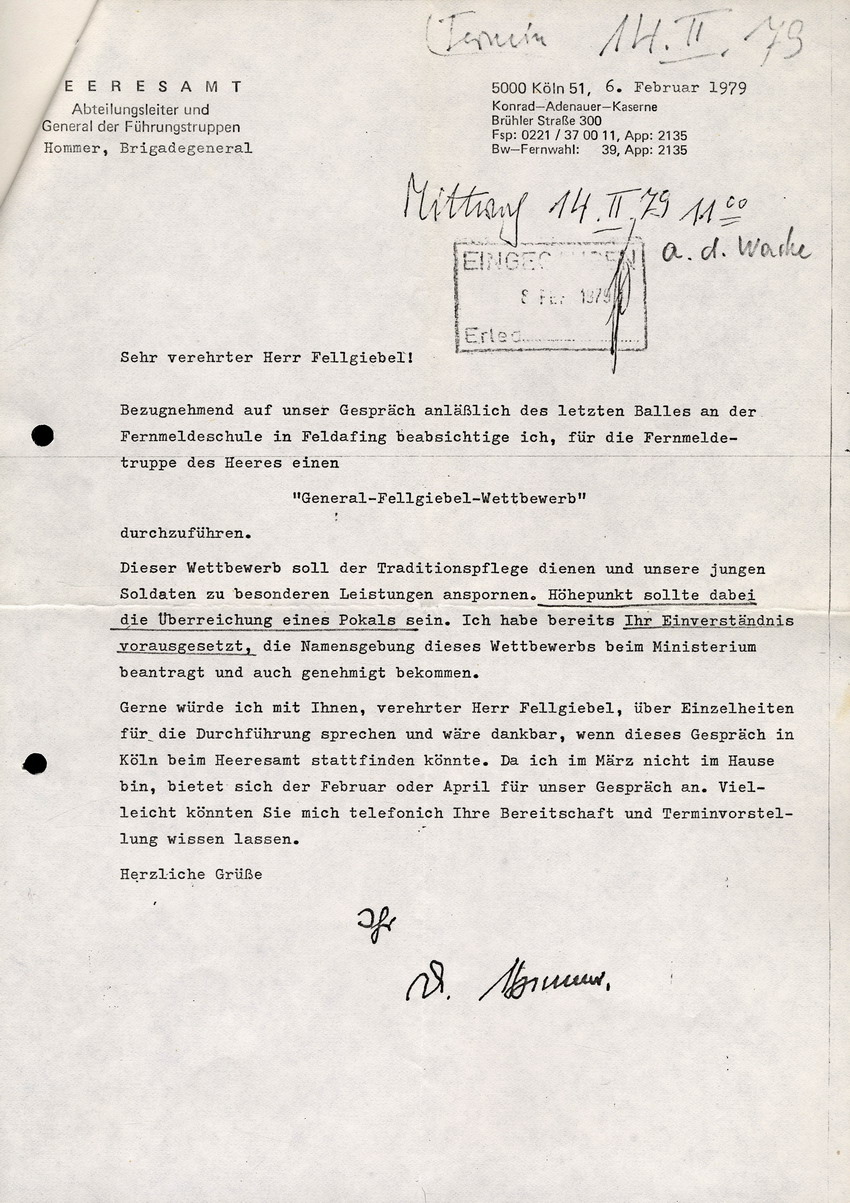 (Termin 14. II. 79
EERESAMT
Abteilungsleiter und
General der Führungstruppen
Hommer, Brigadegeneral
5000 Köln 51, 6. Februar 1979
Konrad–Adenauer–Kaserne
Brühler Straße 300
Fsp: 0221 / 37 00 11, App: 2135
Bw–Fernwahl: 39, App: 2135
14. II. 79 11 00
a. d. Wache
1979
Erled
Sehr verehrter Herr Fellgiebel!
Bezugnehmend auf unser Gespräch anläßlich des letzten Balles an der
Fernmeldeschule in Feldafing beabsichtige ich, für die Fernmelde-
truppe des Heeres einen
"General-Fellgiebel-Wettbewerb"
durchzuführen.
Dieser Wettbewerb soll der Traditionspflege dienen und unsere jungen
Soldaten zu besonderen Leistungen anspornen. Höhepunkt sollte dabei
die Überreichung eines Pokals sein. Ich habe bereits Ihr Einverständnis
vorausgesetzt, die Namensgebung dieses Wettbewerbs beim Ministerium
beantragt und auch genehmigt bekommen.
Gerne würde ich mit Ihnen, verehrter Herr Fellgiebel, über Einzelheiten
für die Durchführung sprechen und wäre dankbar, wenn dieses Gespräch in
Köln beim Heeresamt stattfinden könnte. Da ich im März nicht im Hause
bin, bietet sich der Februar oder April für unser Gespräch an. Viel-
leicht könnten Sie mich telefonich Ihre Bereitschaft und Terminvorstel-
lung wissen lassen.
Herzliche Grüße
Ihr
Hommer.